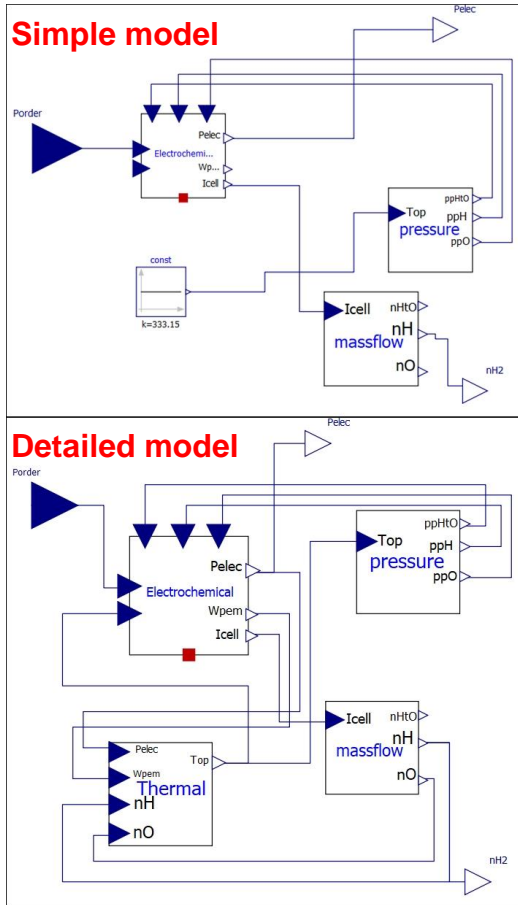 Simple model
Pelec
Porder
Pelec
Electrochemi...
Wp...
Icell
ppHtO
Top
ppH
pressure
ppO
const
k=333.15
Icell
nHtO
nH
massflow
nO
nH2
Detailed model
Pelec
Porder
ppHtO
Top
ppH
pressure
ppO
Pelec
Electrochemical
Wpem
Icell
Icell
nHtO
nH
massflow
nO
Pelec
Top
Wpem
Thermal
nH
nO
nH2